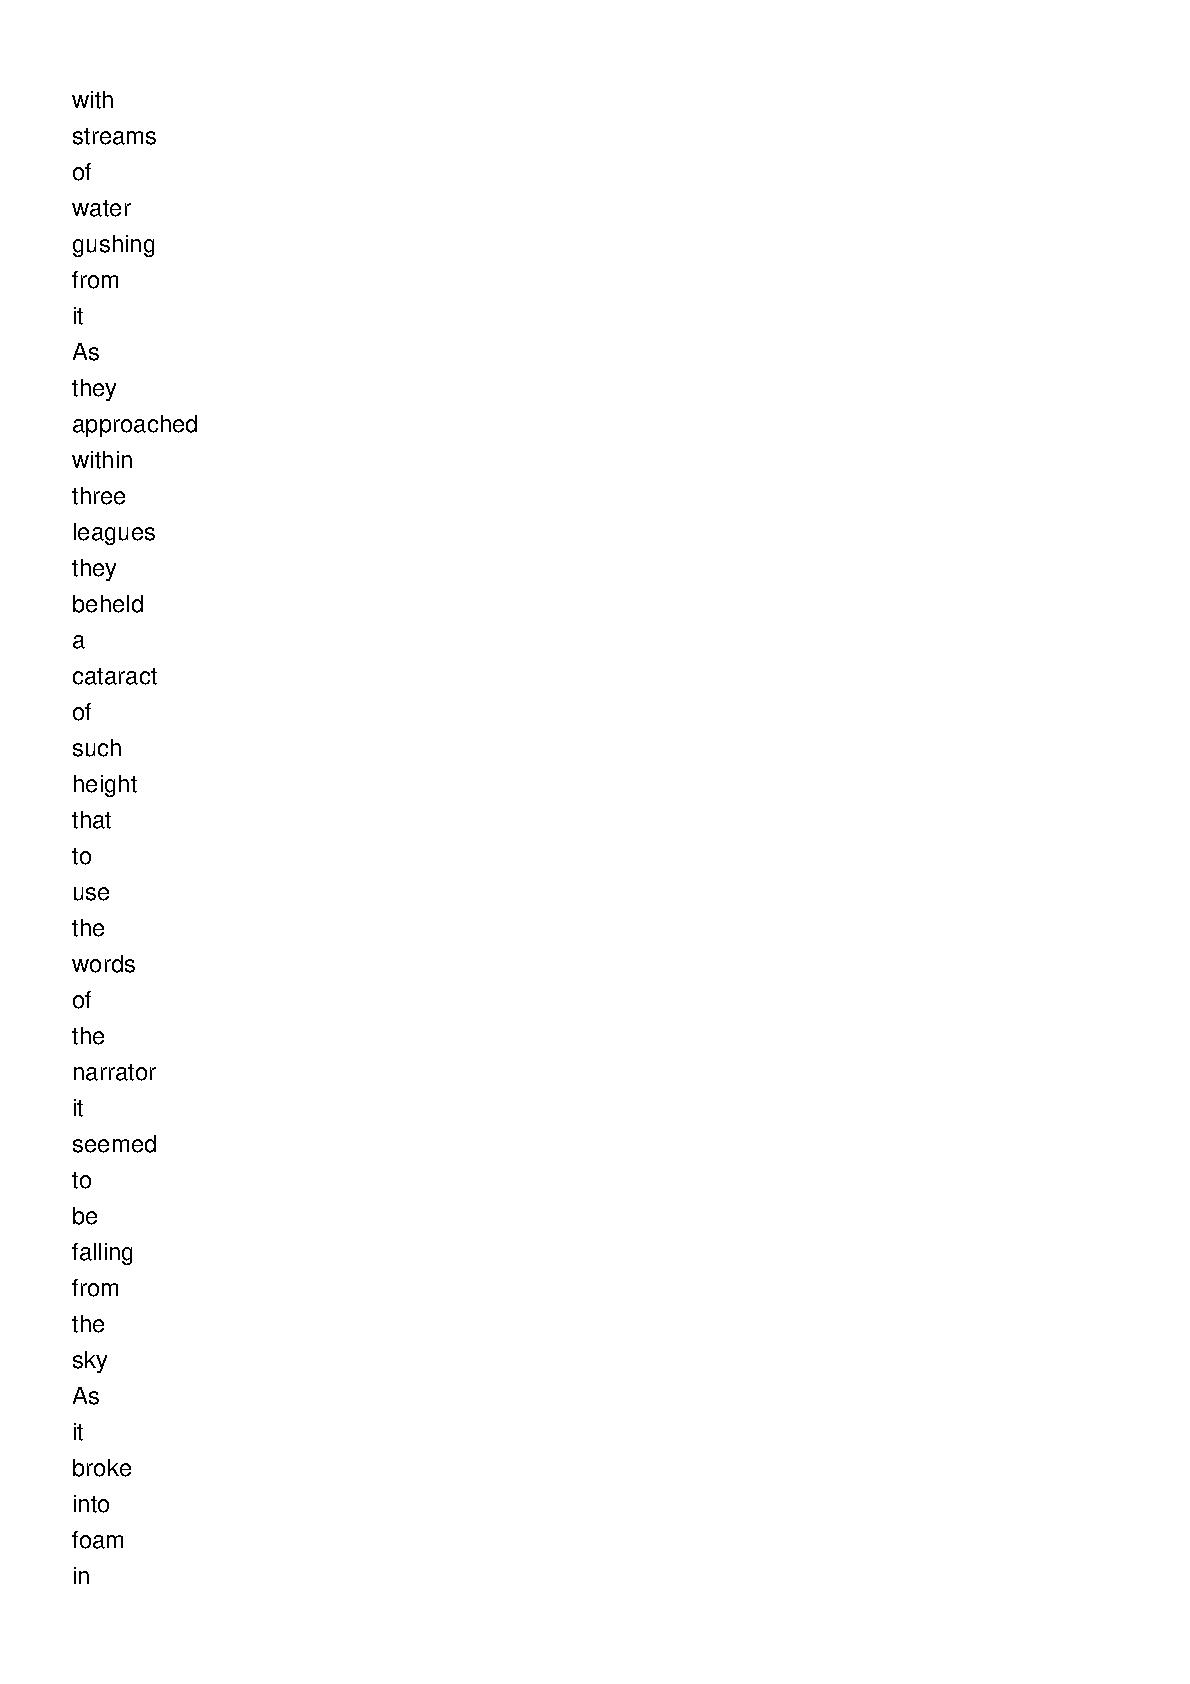 with
streams
of
water
gushing
from
it
As
they
approached
within
three
leagues
they
beheld
a
cataract
of
such
height
that
to
use
the
words
of
the
narrator
it
seemed
to
be
falling
from
the
sky
As
it
broke
into
foam
in